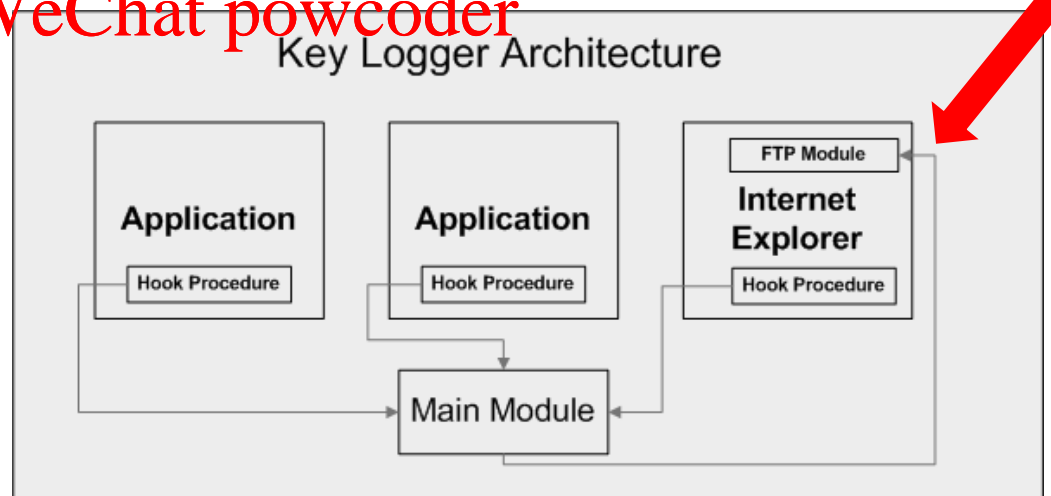 WeChat powcoder
Key Logger Architecture
FTP Module
Application
Application
Internet
Explorer
Hook Procedure
Hook Procedure
Hook Procedure
Main Module